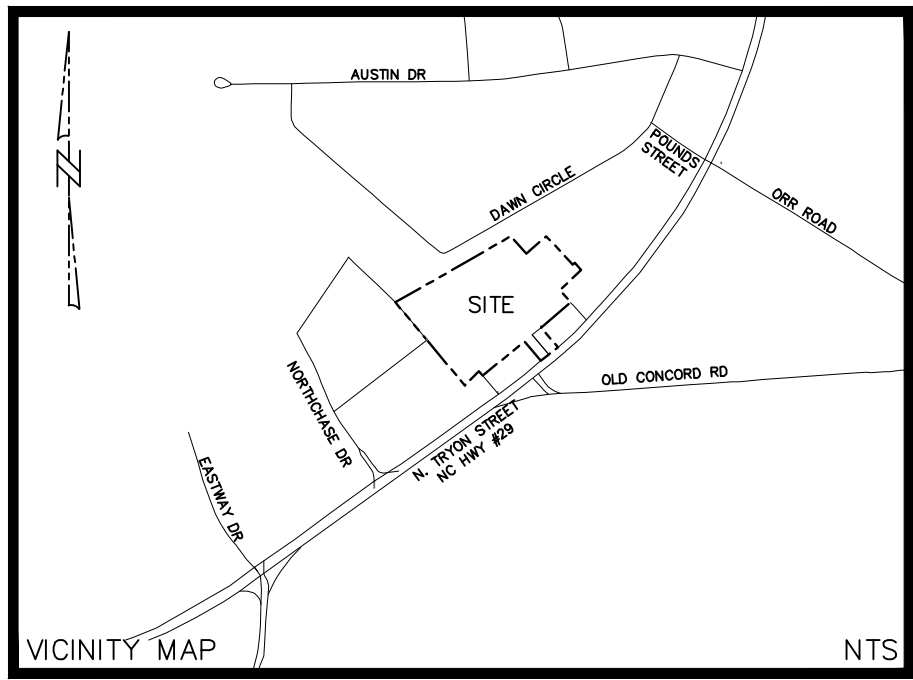 AUSTIN DR
N
POUNDS
STREET
DAWN CIRCLE
ORR ROAD
SITE
NORTHCHASE DR
OLD CONCORD RD
N. TRYON STREET
NC HWY #29
EASTWAY DR
VICINITY MAP
NTS